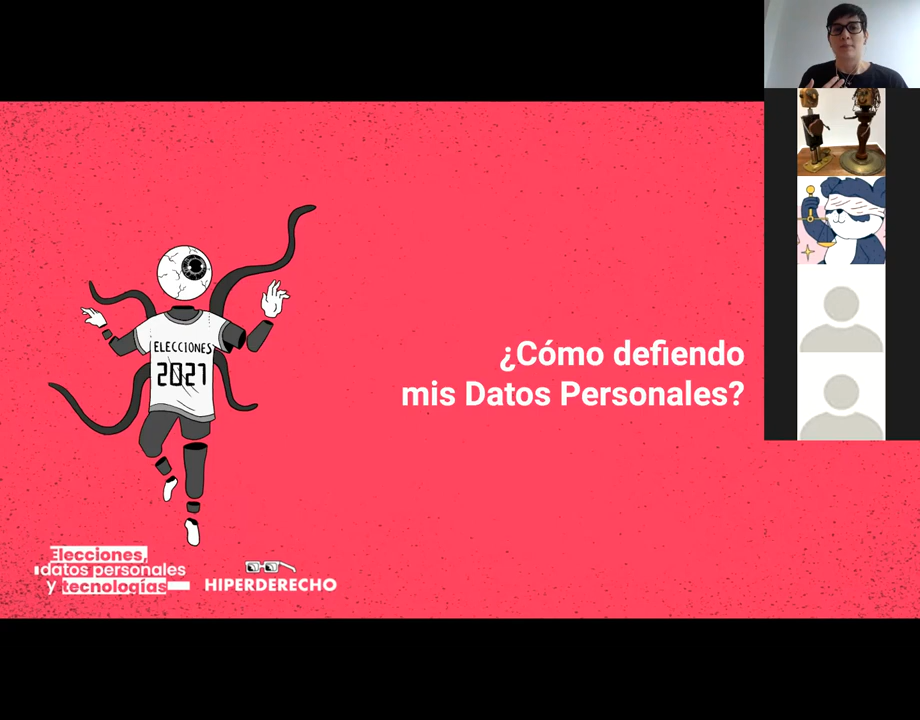 ELECCIONES
2021
¿Cómo defiendo
mis Datos Personales?
Elecciones,
datos personales
y tecnologías
HIPERDERECHO